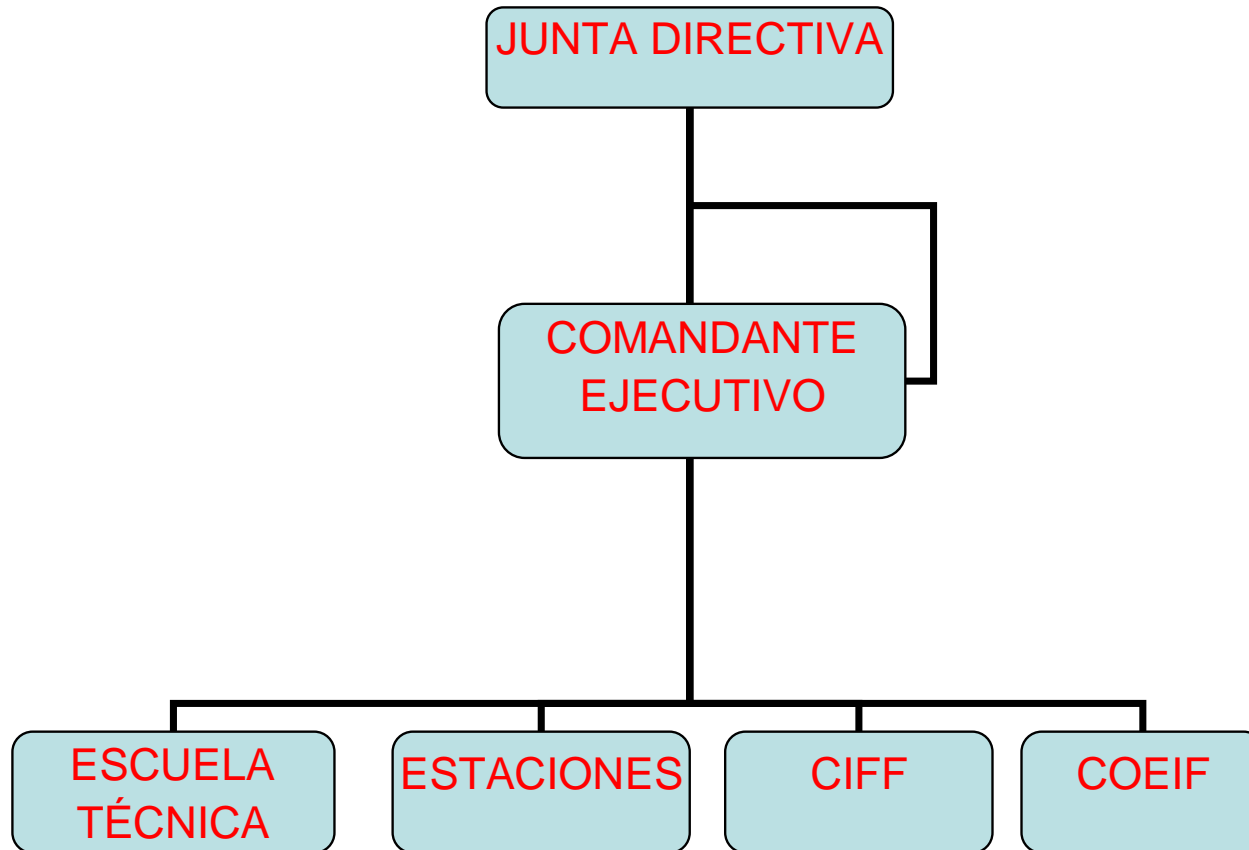 JUNTA DIRECTIVA
COMANDANTE
EJECUTIVO
ESCUELA
TÉCNICA
ESTACIONES
CIFF
COEIF